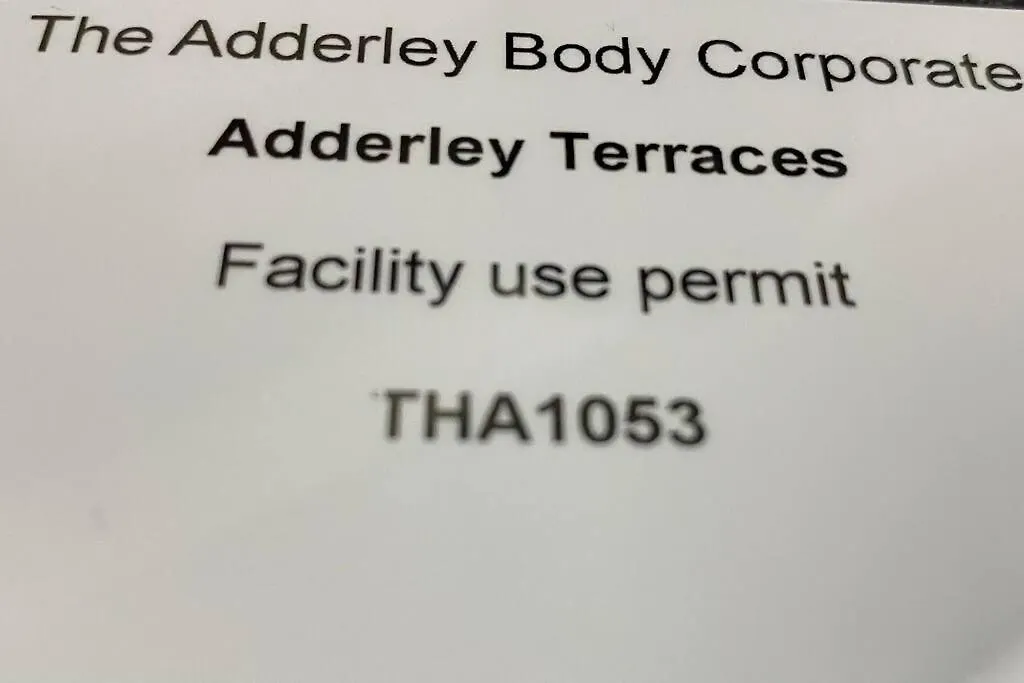 The Adderley Body Corporate
Adderley Terraces
Facility use permit
THA1053